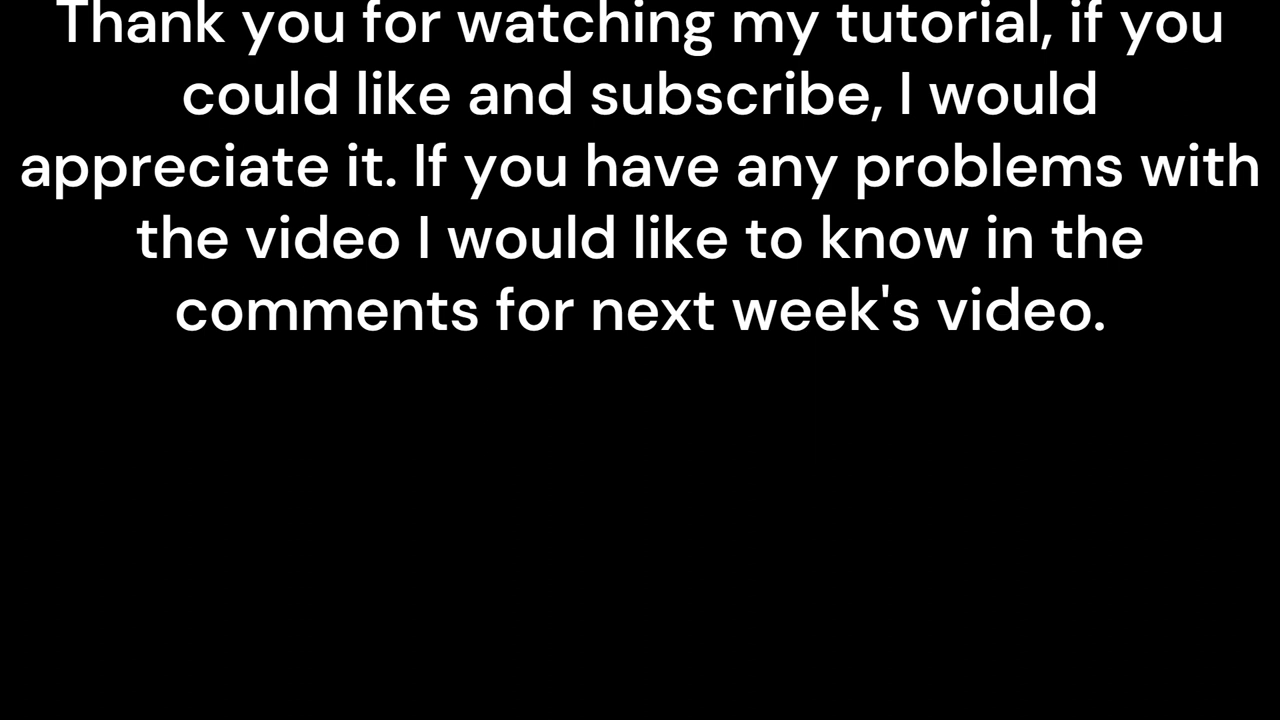 Thank you for watching my tutorial, if you
could like and subscribe, I would
appreciate it. If you have any problems with
the video I would like to know in the
comments for next week's video.